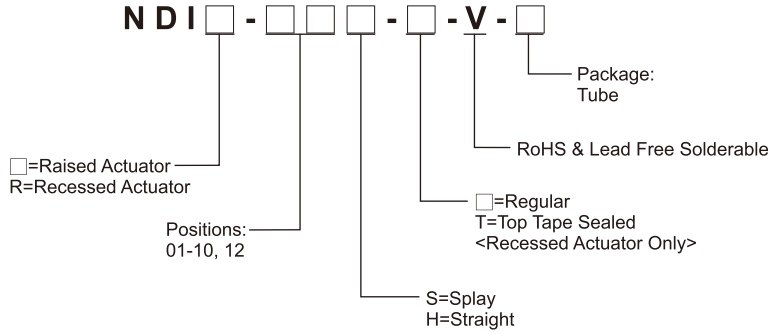 NDI□-□□□-□-V-□
Package:
Tube
RoHS & Lead Free Solderable
□=Raised Actuator
R=Recessed Actuator
□=Regular
T=Top Tape Sealed
<Recessed Actuator Only>
Positions:
01-10, 12
S=Splay
H=Straight